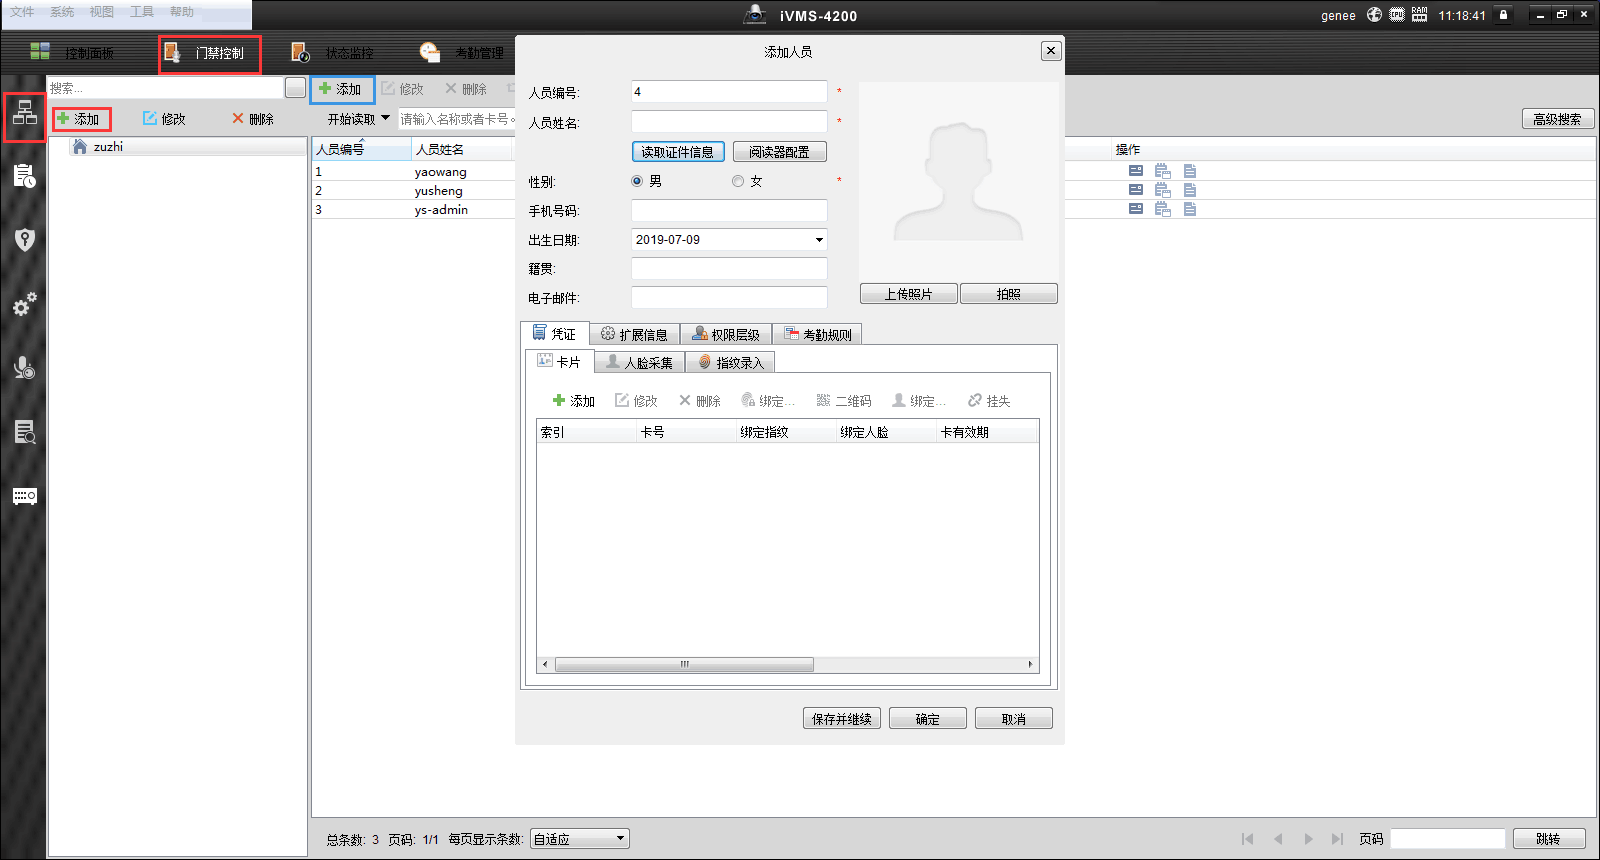 文件 系统 视图 工具 帮助
iVMS-4200
genee
11:18:41
控制面板 门禁控制 状态监控 考勤管理
搜索...
添加 修改 删除
zuzhi
添加 修改 删除
开始读取 请输入名称或者卡号。
高级搜索
人员编号 人员姓名 操作
1 yaowang
2 yusheng
3 ys-admin
添加人员
人员编号: 4 *
人员姓名: *
读取证件信息 阅读器配置
性别: 男 女 *
手机号码:
出生日期: 2019-07-09
籍贯:
电子邮件:
上传照片 拍照
凭证 扩展信息 权限层级 考勤规则
卡片 人脸采集 指纹录入
添加 修改 删除 绑定... 二维码 绑定... 挂失
索引 卡号 绑定指纹 绑定人脸 卡有效期
保存并继续 确定 取消
总条数: 3 页码: 1/1 每页显示条数: 自适应
页码 跳转